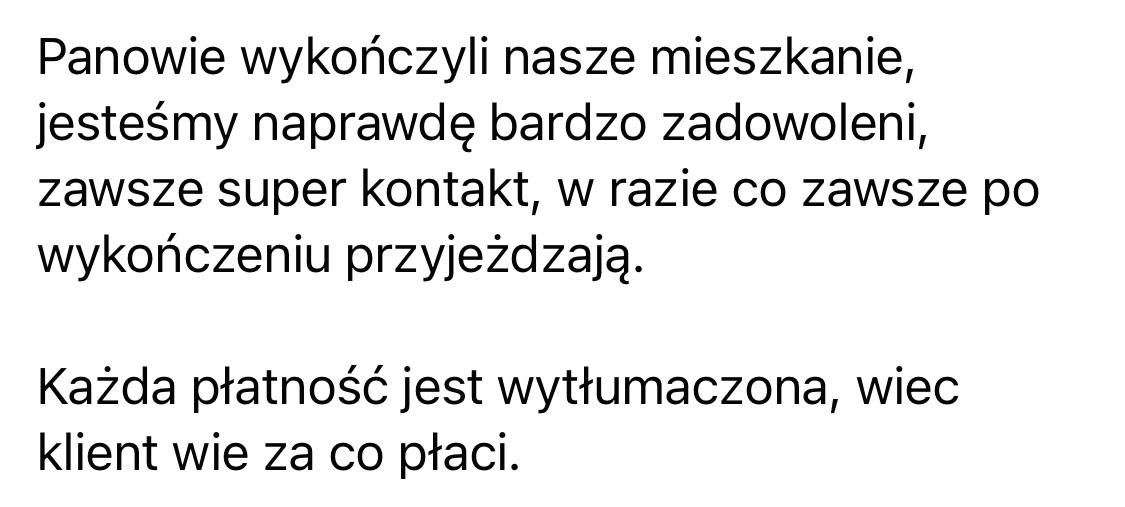 Panowie wykończyli nasze mieszkanie,
jesteśmy naprawdę bardzo zadowoleni,
zawsze super kontakt, w razie co zawsze po
wykończeniu przyjeżdzają.
Każda płatność jest wytłumaczona, wiec
klient wie za co płaci.